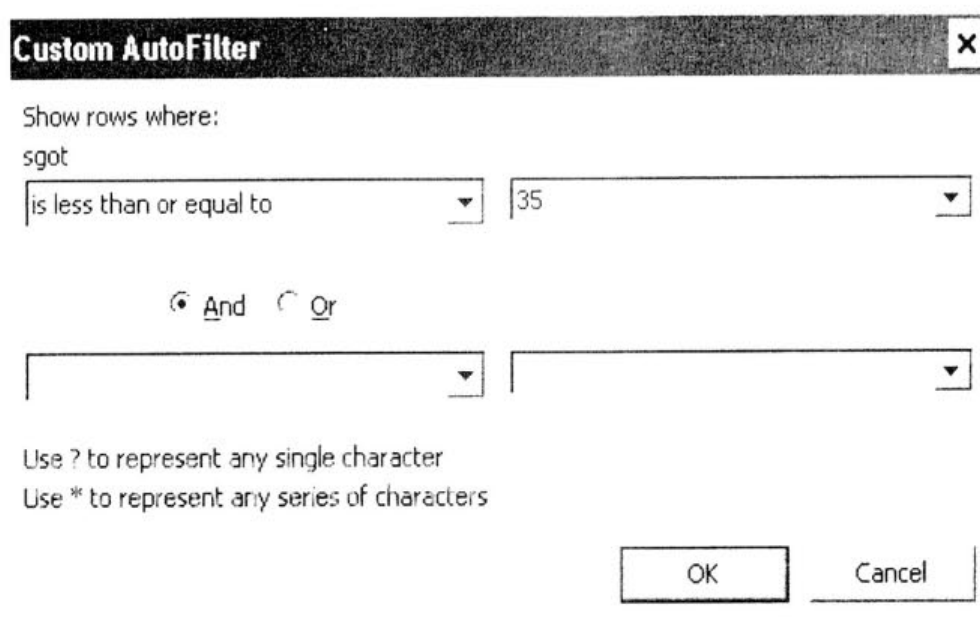 Custom AutoFilter
Show rows where:
sgot
is less than or equal to 35
And Or
Use ? to represent any single character
Use * to represent any series of characters
OK Cancel